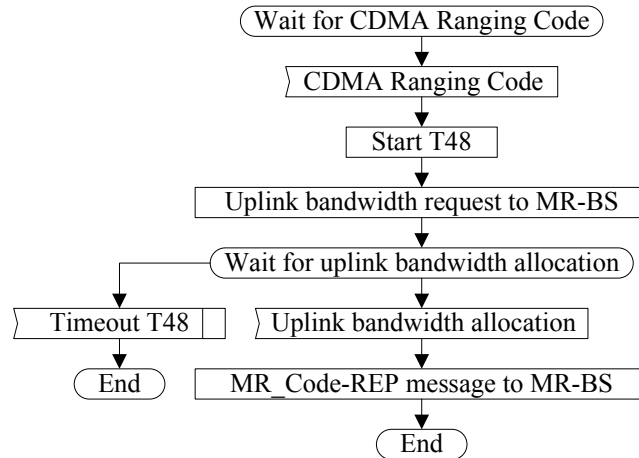 Wait for CDMA Ranging Code
CDMA Ranging Code
Start T48
Uplink bandwidth request to MR-BS
Wait for uplink bandwidth allocation
Timeout T48
Uplink bandwidth allocation
End
MR_Code-REP message to MR-BS
End